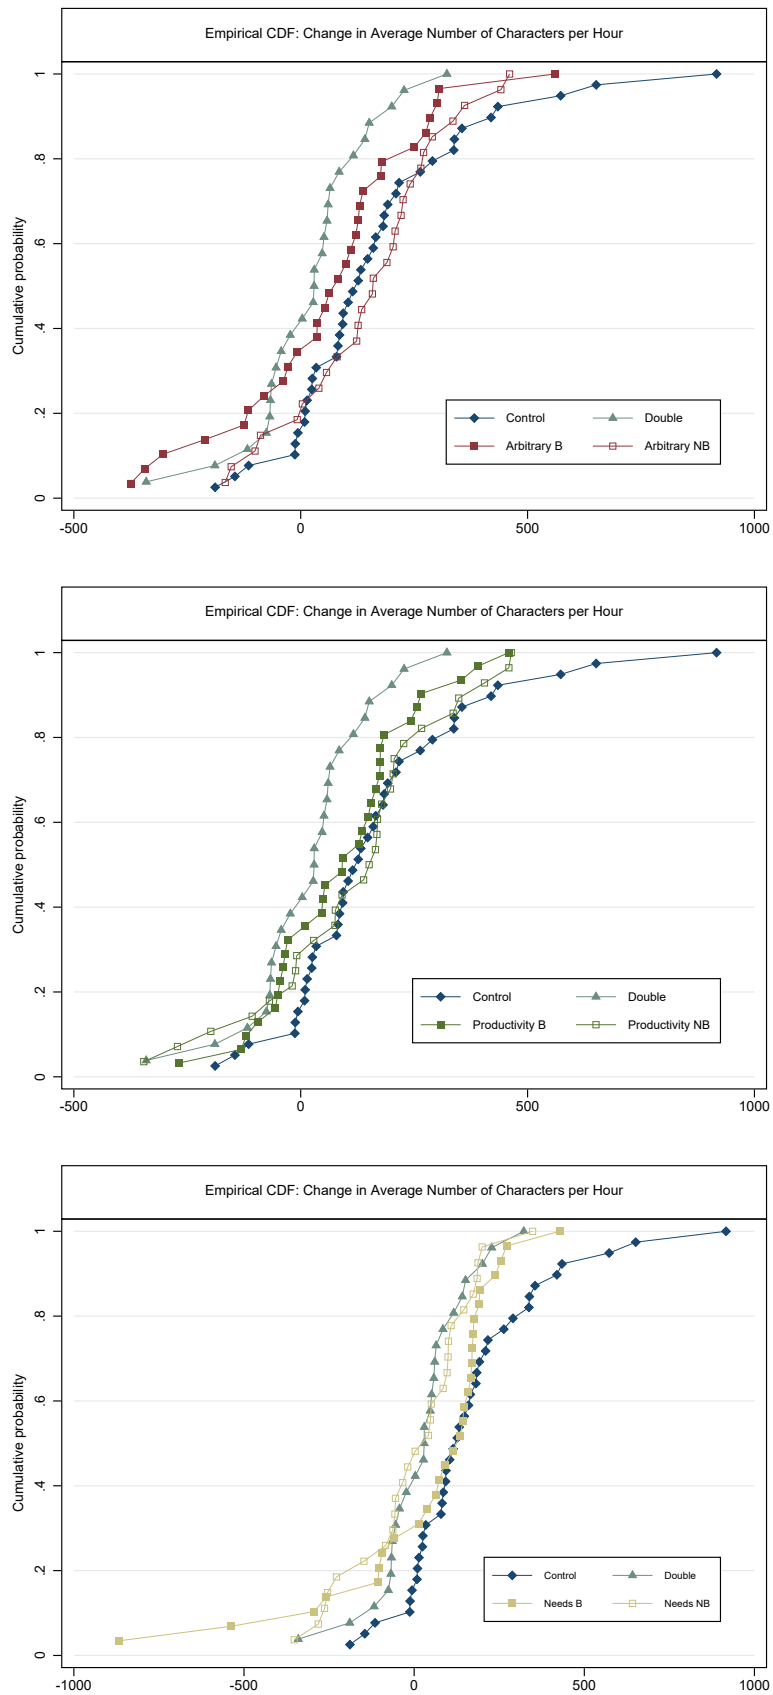 Empirical CDF: Change in Average Number of Characters per Hour
Cumulative probability
1
.8
.6
.4
.2
0
-500 0 500 1000
Control Double
Arbitrary B Arbitrary NB
Empirical CDF: Change in Average Number of Characters per Hour
Cumulative probability
1
.8
.6
.4
.2
0
-500 0 500 1000
Control Double
Productivity B Productivity NB
Empirical CDF: Change in Average Number of Characters per Hour
Cumulative probability
1
.8
.6
.4
.2
0
-1000 -500 0 500 1000
Control Double
Needs B Needs NB